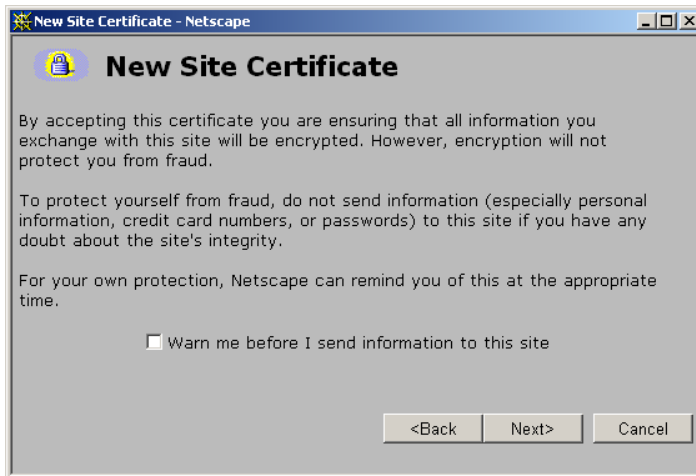 New Site Certificate - Netscape
New Site Certificate
By accepting this certificate you are ensuring that all information you
exchange with this site will be encrypted. However, encryption will not
protect you from fraud.
To protect yourself from fraud, do not send information (especially personal
information, credit card numbers, or passwords) to this site if you have any
doubt about the site's integrity.
For your own protection, Netscape can remind you of this at the appropriate
time.
Warn me before I send information to this site
<Back Next> Cancel